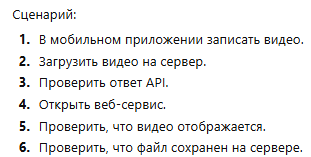 Сценарий:
1. В мобильном приложении записать видео.
2. Загрузить видео на сервер.
3. Проверить ответ API.
4. Открыть веб-сервис.
5. Проверить, что видео отображается.
6. Проверить, что файл сохранен на сервере.